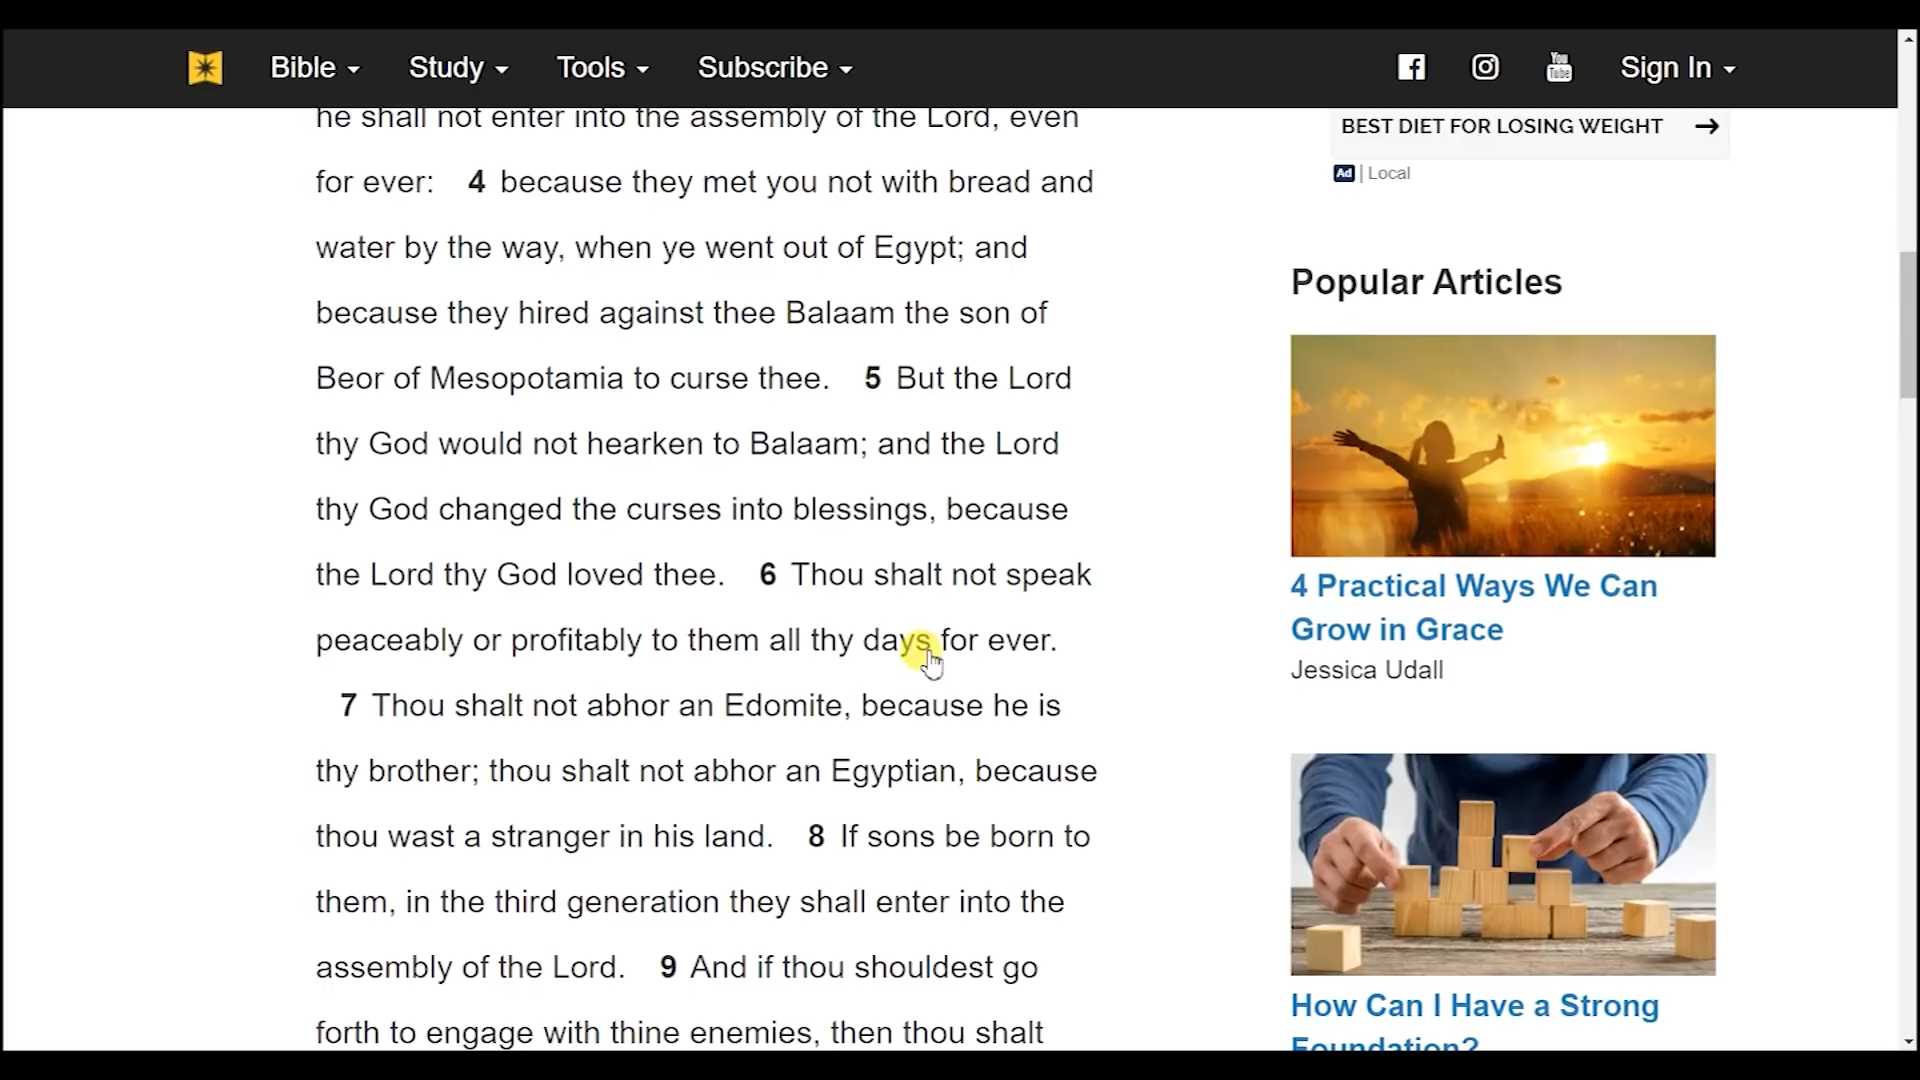 Bible
Study
Tools
Subscribe
You
Tube
Sign In
he shall not enter into the assembly of the Lord, even
for ever: 4 because they met you not with bread and
water by the way, when ye went out of Egypt; and
because they hired against thee Balaam the son of
Beor of Mesopotamia to curse thee. 5 But the Lord
thy God would not hearken to Balaam; and the Lord
thy God changed the curses into blessings, because
the Lord thy God loved thee. 6 Thou shalt not speak
peaceably or profitably to them all thy days for ever.
7 Thou shalt not abhor an Edomite, because he is
thy brother; thou shalt not abhor an Egyptian, because
thou wast a stranger in his land. 8 If sons be born to
them, in the third generation they shall enter into the
assembly of the Lord. 9 And if thou shouldest go
forth to engage with thine enemies, then thou shalt
BEST DIET FOR LOSING WEIGHT
Ad | Local
Popular Articles
4 Practical Ways We Can
Grow in Grace
Jessica Udall
How Can I Have a Strong
Foundation?